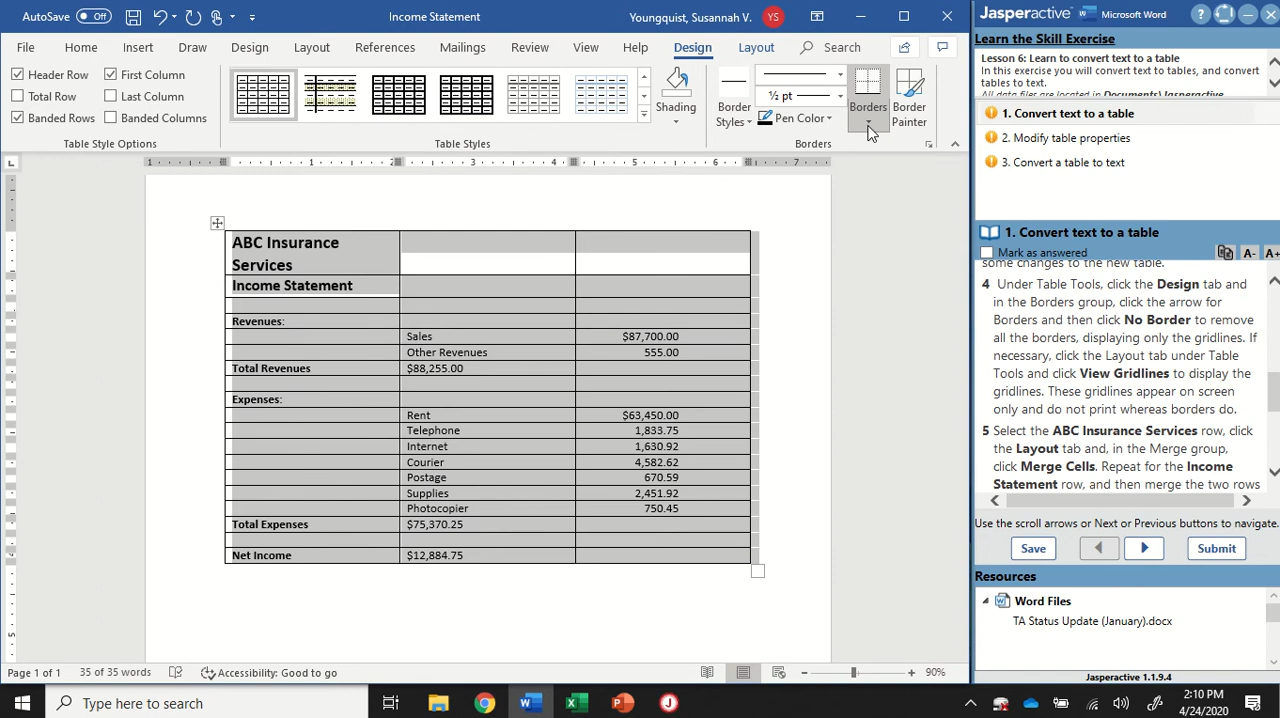 AutoSave Off
Income Statement
Youngquist, Susannah V. YS
File Home Insert Draw Design Layout References Mailings Review View Help Design Layout Search
Header Row First Column
Total Row Last Column
Banded Rows Banded Columns
Table Style Options
Table Styles
Shading
Border Styles
½ pt
Pen Color
Borders
Border Painter
Borders
1 1 2 3 4 5 6 7
ABC Insurance
Services
Income Statement
Revenues:
Sales $87,700.00
Other Revenues 555.00
Total Revenues $88,255.00
Expenses:
Rent $63,450.00
Telephone 1,833.75
Internet 1,630.92
Courier 4,582.62
Postage 670.59
Supplies 2,451.92
Photocopier 750.45
Total Expenses $75,370.25
Net Income $12,884.75
Page 1 of 1 35 of 35 words Accessibility: Good to go 90%
Jasperactive Microsoft Word
Learn the Skill Exercise
Lesson 6: Learn to convert text to a table
In this exercise you will convert text to tables, and convert
tables to text.
All data files are located in Documents\Jasperactive
1. Convert text to a table
2. Modify table properties
3. Convert a table to text
1. Convert text to a table
Mark as answered A- A+
some changes to the new table.
4 Under Table Tools, click the Design tab and
in the Borders group, click the arrow for
Borders and then click No Border to remove
all the borders, displaying only the gridlines. If
necessary, click the Layout tab under Table
Tools and click View Gridlines to display the
gridlines. These gridlines appear on screen
only and do not print whereas borders do.
5 Select the ABC Insurance Services row, click
the Layout tab and, in the Merge group,
click Merge Cells. Repeat for the Income
Statement row, and then merge the two rows
Use the scroll arrows or Next or Previous buttons to navigate.
Save Submit
Resources
Word Files
TA Status Update (January).docx
Jasperactive 1.1.9.4
Type here to search
2:10 PM
4/24/2020